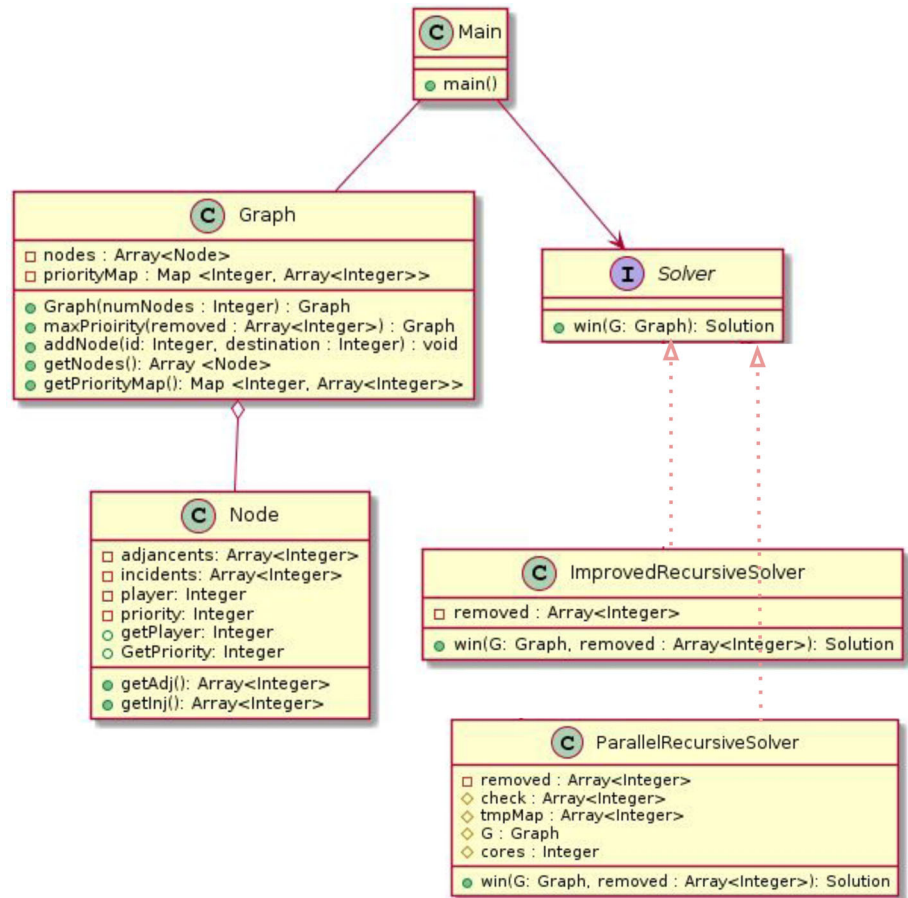 C Main
main()
C Graph
nodes : Array<Node>
priorityMap : Map <Integer, Array<Integer>>
Graph(numNodes : Integer) : Graph
maxPrioirity(removed : Array<Integer>) : Graph
addNode(id: Integer, destination : Integer) : void
getNodes(): Array <Node>
getPriorityMap(): Map <Integer, Array<Integer>>
I Solver
win(G: Graph): Solution
C Node
adjancents: Array<Integer>
incidents: Array<Integer>
player: Integer
priority: Integer
getPlayer: Integer
GetPriority: Integer
getAdj(): Array<Integer>
getInj(): Array<Integer>
C ImprovedRecursiveSolver
removed : Array<Integer>
win(G: Graph, removed : Array<Integer>): Solution
C ParallelRecursiveSolver
removed : Array<Integer>
check : Array<Integer>
tmpMap : Array<Integer>
G : Graph
cores : Integer
win(G: Graph, removed : Array<Integer>): Solution